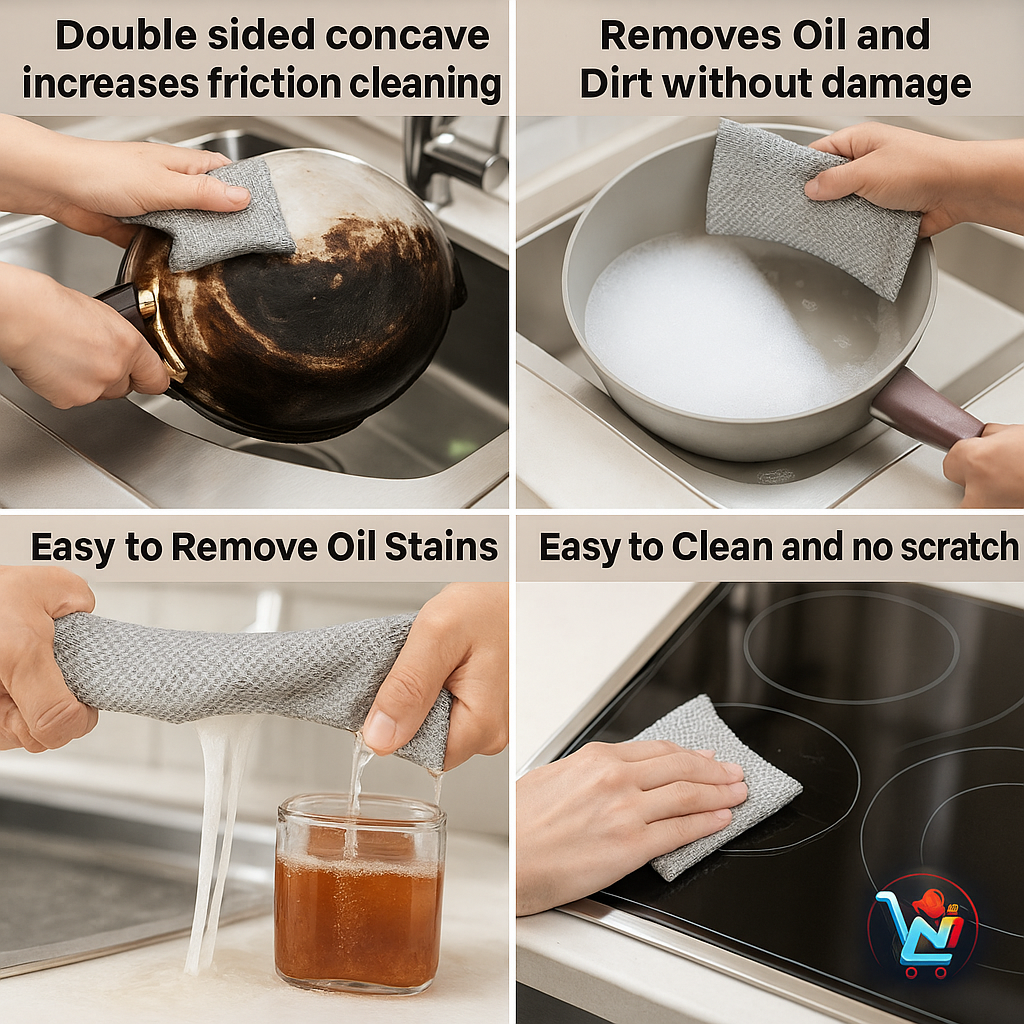 Double sided concave
increases friction cleaning
Removes Oil and
Dirt without damage
Easy to Remove Oil Stains
Easy to Clean and no scratch